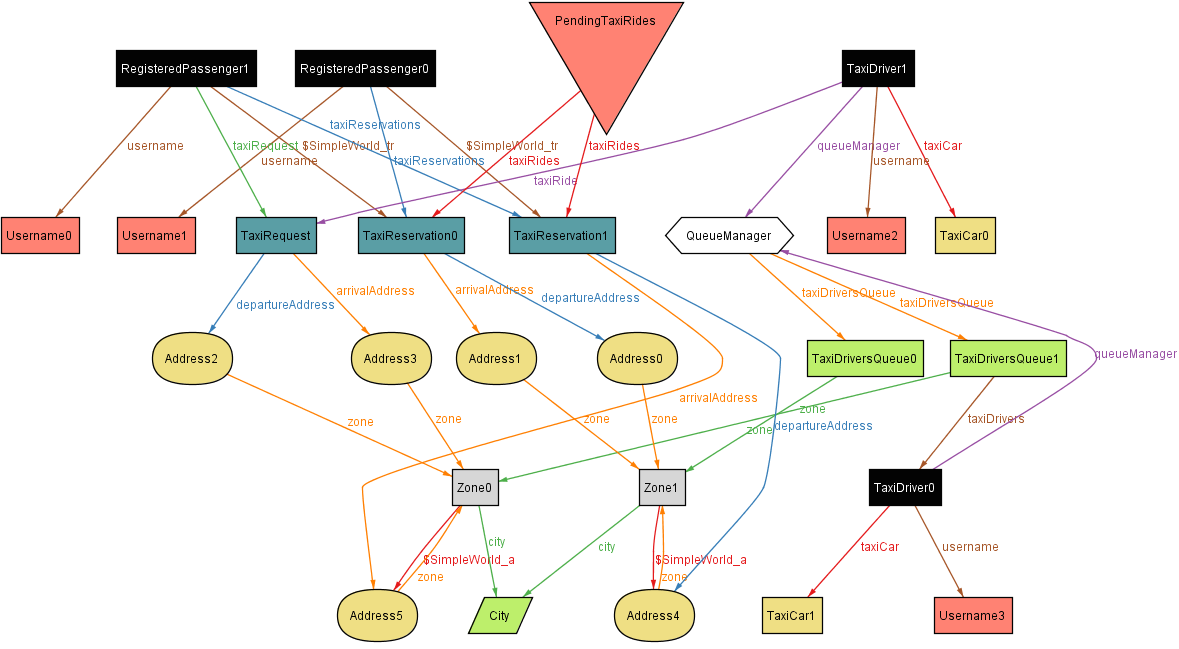 PendingTaxiRides
RegisteredPassenger1
RegisteredPassenger0
TaxiDriver1
taxiReservations
username
taxiRequest
$SimpleWorld_tr
username
taxiReservations
$SimpleWorld_tr
taxiRides
taxiRides
queueManager
username
taxiCar
taxiRide
Username0
Username1
TaxiRequest
TaxiReservation0
TaxiReservation1
QueueManager
Username2
TaxiCar0
departureAddress
arrivalAddress
arrivalAddress
departureAddress
taxiDriversQueue
taxiDriversQueue
Address2
Address3
Address1
Address0
TaxiDriversQueue0
TaxiDriversQueue1
queueManager
arrivalAddress
zone
zone
zone
zone
zone
zone
departureAddress
taxiDrivers
Zone0
Zone1
TaxiDriver0
city
$SimpleWorld_a
zone
city
$SimpleWorld_a
zone
taxiCar
username
Address5
City
Address4
TaxiCar1
Username3